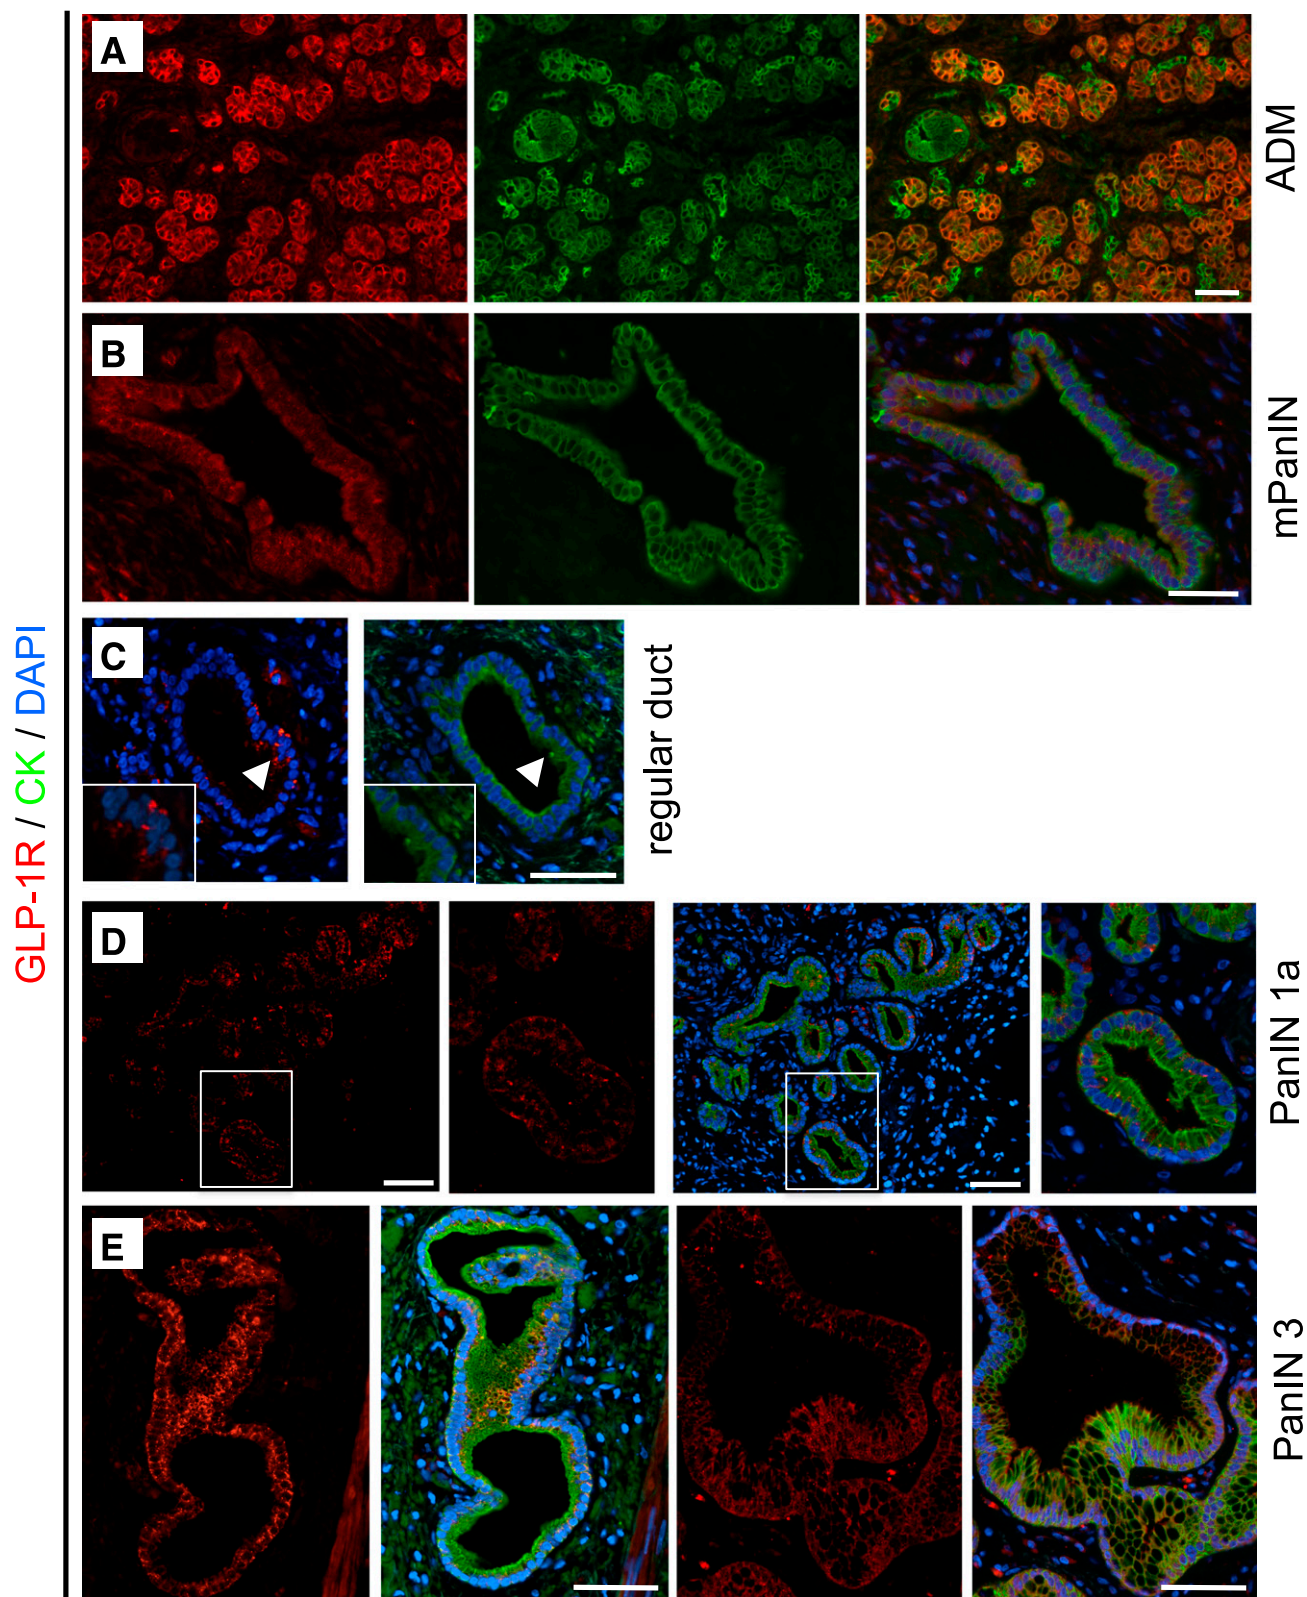 A
ADM
B
mPanIN
C
regular duct
GLP-1R / CK / DAPI
D
PanIN 1a
E
PanIN 3